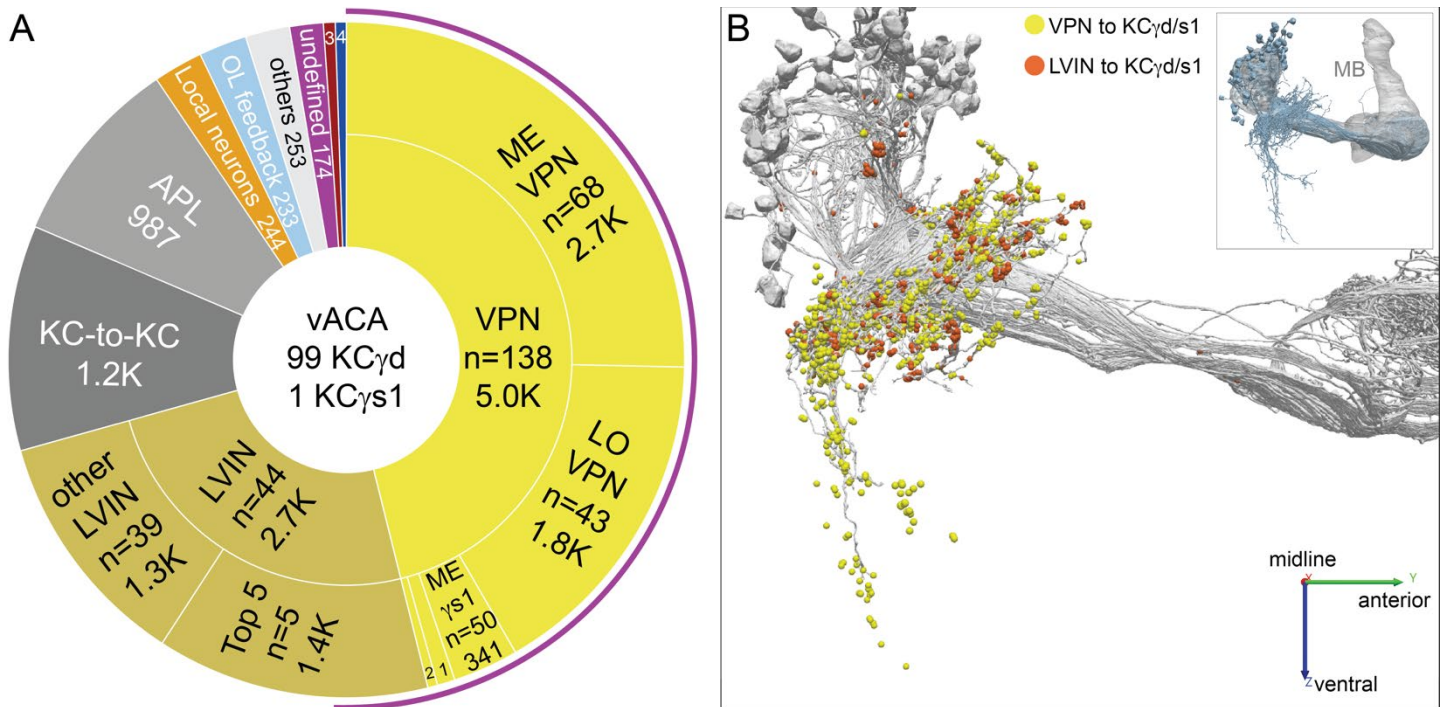 A
vACA
99 KCγd
1 KCγs1
VPN
n=138
5.0K
ME
VPN
n=68
2.7K
LO
VPN
n=43
1.8K
ME
γs1
n=50
341
1
2
LVIN
n=44
2.7K
Top 5
n=5
1.4K
other
LVIN
n=39
1.3K
KC-to-KC
1.2K
APL
987
Local neurons 244
OL feedback 233
others 253
undefined 174
3
4
B
VPN to KCγd/s1
LVIN to KCγd/s1
MB
midline
X
Y
anterior
Z
ventral